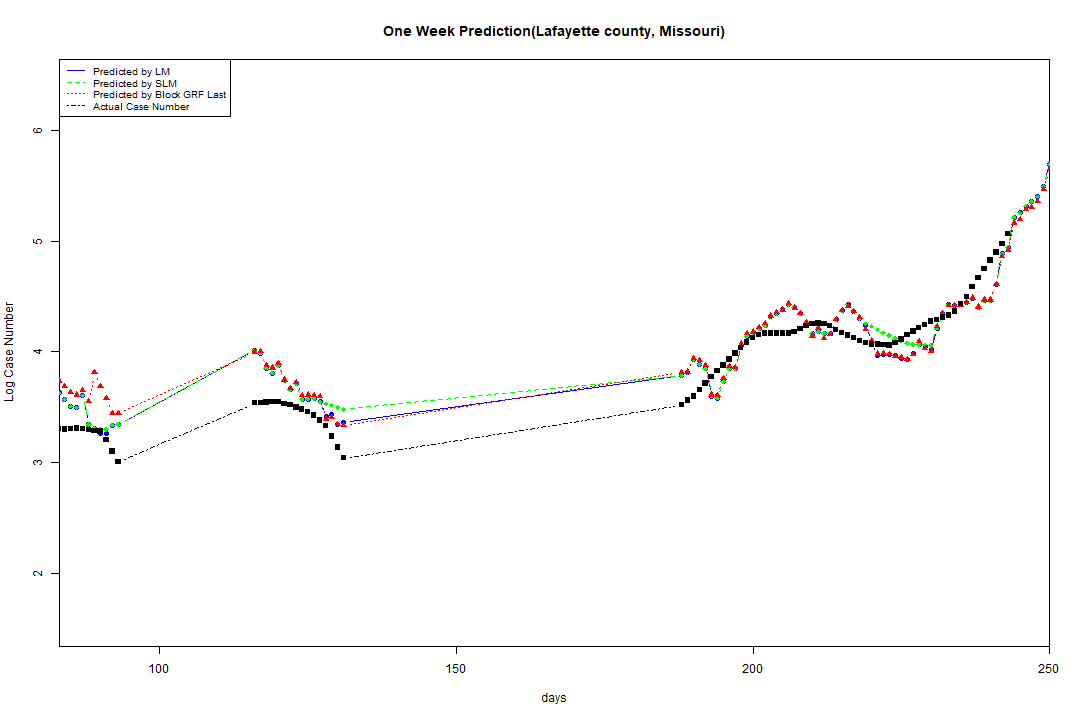 One Week Prediction(Lafayette county, Missouri)
Predicted by LM
Predicted by SLM
Predicted by Block GRF Last
Actual Case Number
6
5
4
3
2
Log Case Number
100 150 200 250
days